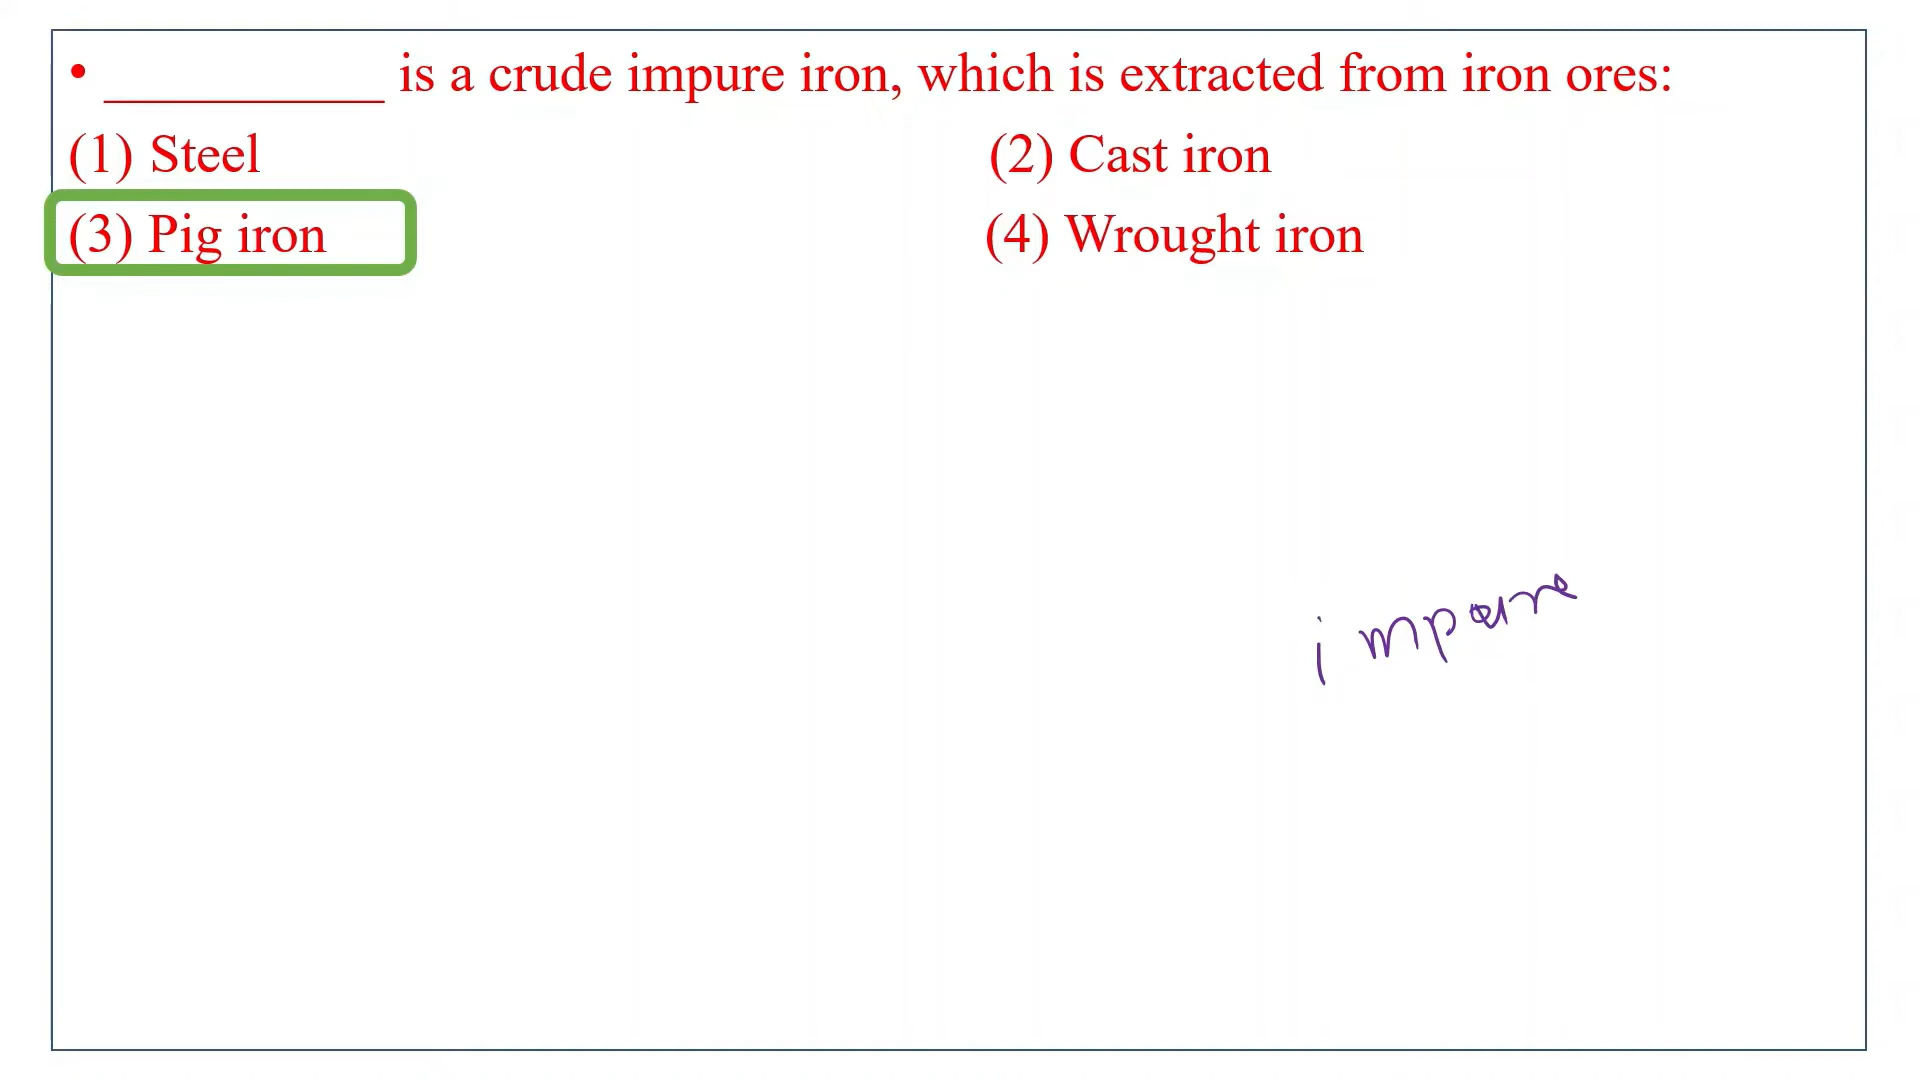 • __________ is a crude impure iron, which is extracted from iron ores:
(1) Steel (2) Cast iron
(3) Pig iron (4) Wrought iron
impure